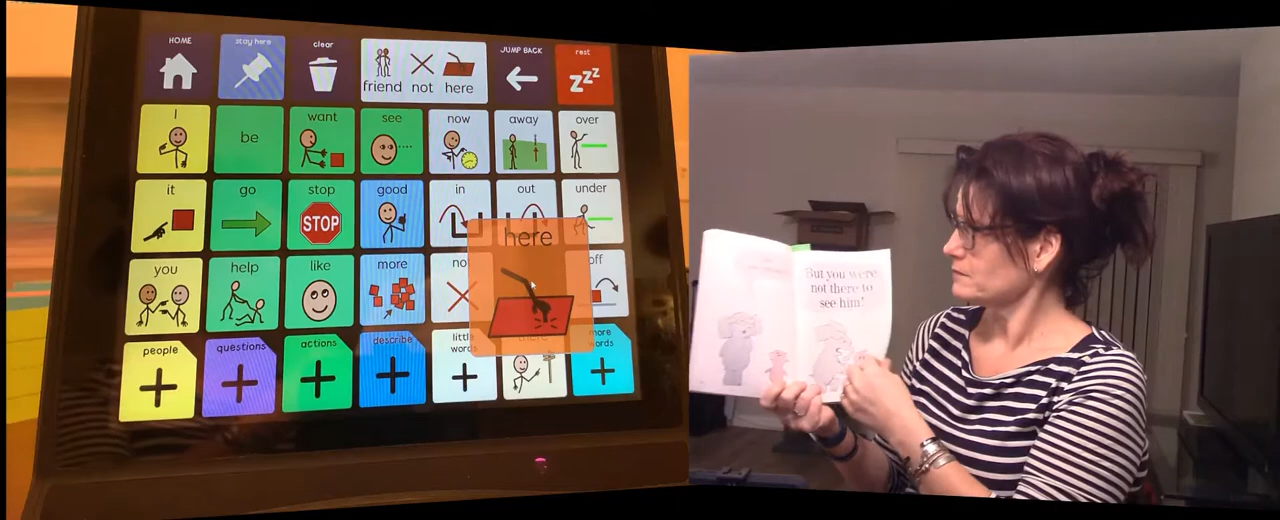 HOME
stay here
clear
friend not here
JUMP BACK
rest
zzz
I
be
want
see
now
away
over
it
go
stop
STOP
good
in
out
under
you
help
like
more
here
off
people
questions
actions
describe
little
words
more
words
But you were
not there to
see him!